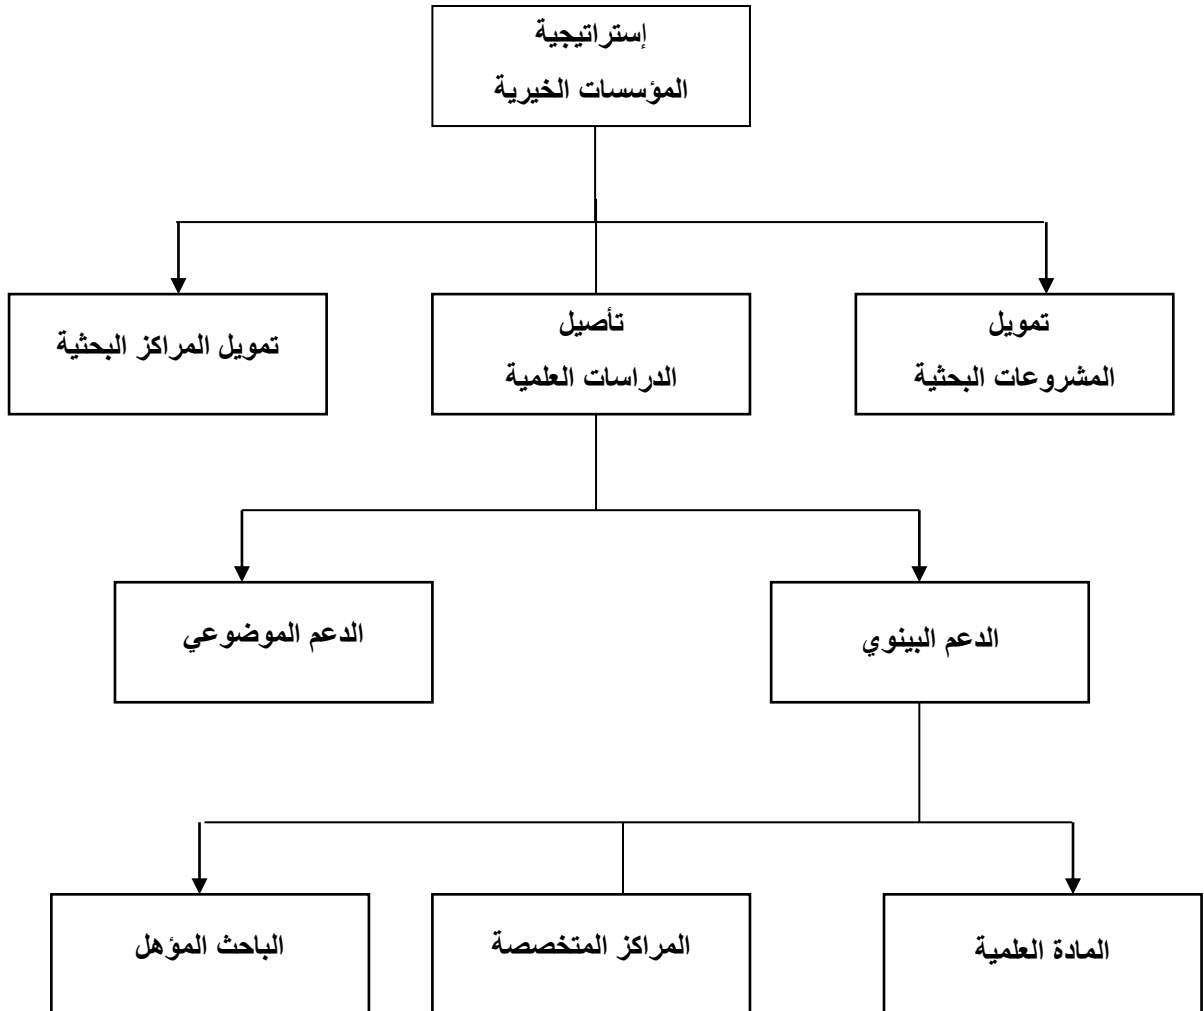 إستراتيجية
المؤسسات الخيرية
تمويل
المشروعات البحثية
تأصيل
الدراسات العلمية
تمويل المراكز البحثية
الدعم البينوي
الدعم الموضوعي
المادة العلمية
المراكز المتخصصة
الباحث المؤهل